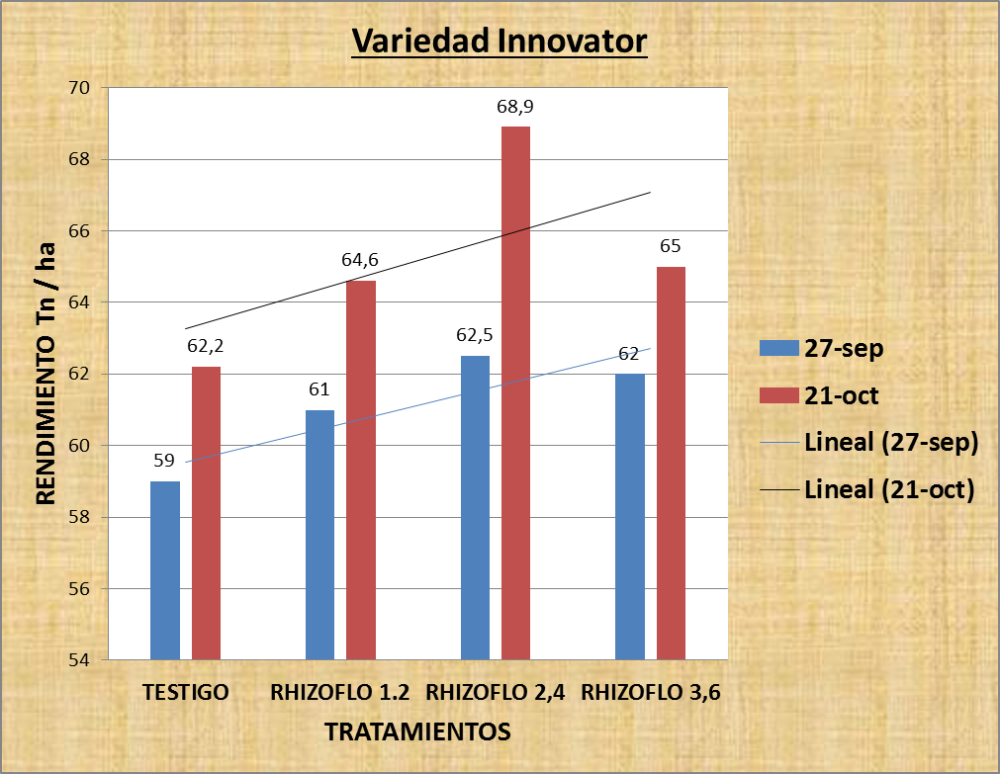 Variedad Innovator
RENDIMIENTO Tn / ha
70
68
66
64
62
60
58
56
54
59
62,2
61
64,6
62,5
68,9
62
65
TESTIGO
RHIZOFLO 1.2
RHIZOFLO 2,4
RHIZOFLO 3,6
TRATAMIENTOS
27-sep
21-oct
Lineal (27-sep)
Lineal (21-oct)